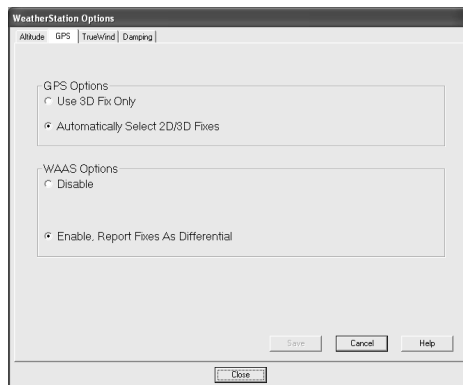 WeatherStation Options
Altitude GPS TrueWind Damping
GPS Options
Use 3D Fix Only
Automatically Select 2D/3D Fixes
WAAS Options
Disable
Enable, Report Fixes As Differential
Save Cancel Help
Close